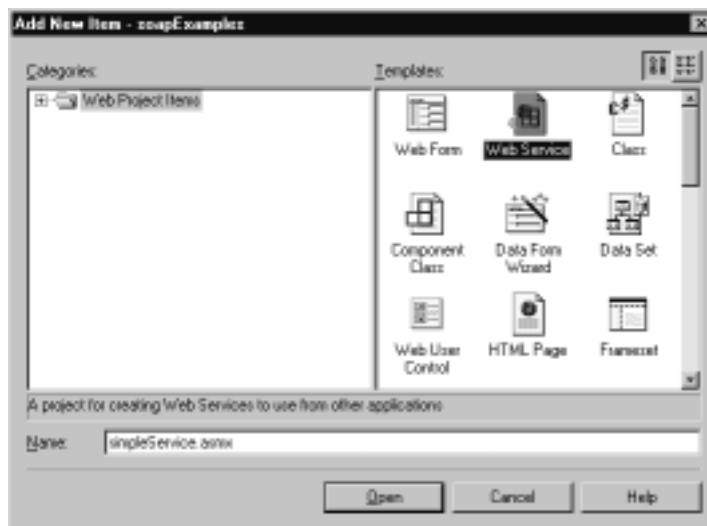 Add New Item - soapExamples
Categories:
Templates:
Web Project Items
Web Form
Web Service
Class
Component
Class
Data Form
Wizard
Data Set
Web User
Control
HTML Page
Frameset
A project for creating Web Services to use from other applications
Name:
simpleService.asmx
Open
Cancel
Help